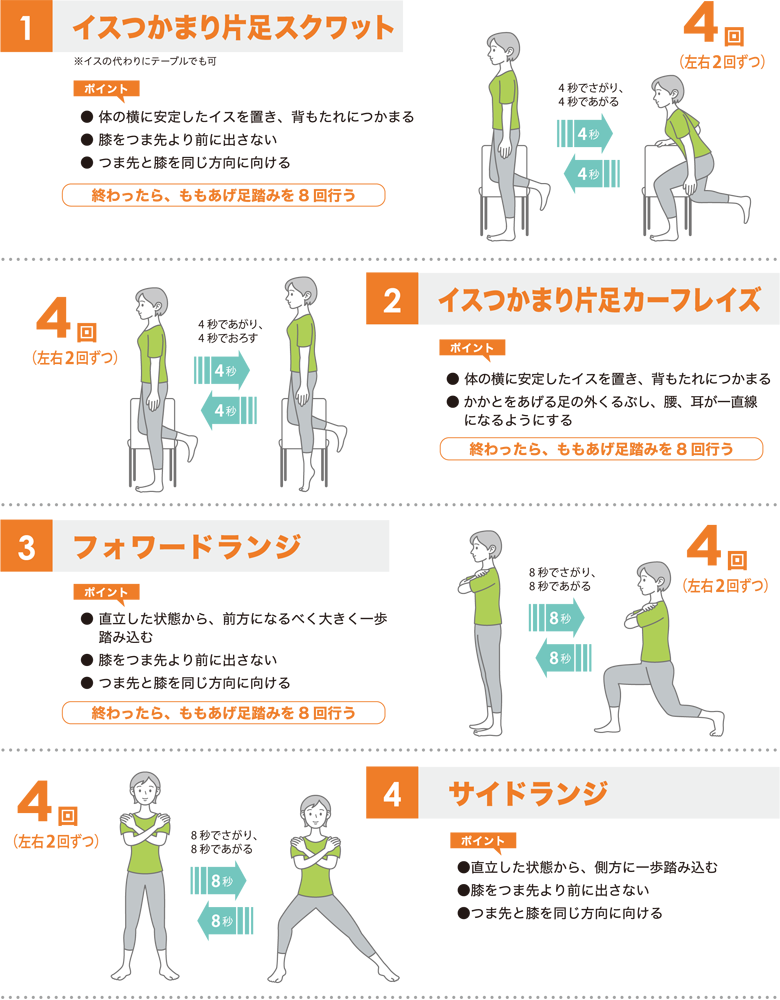 1 イスつかまり片足スクワット
※イスの代わりにテーブルでも可
ポイント
● 体の横に安定したイスを置き、背もたれにつかまる
● 膝をつま先より前に出さない
● つま先と膝を同じ方向に向ける
終わったら、ももあげ足踏みを8回行う
4秒でさがり、
4秒であがる
4秒
4秒
4回
（左右2回ずつ）
2 イスつかまり片足カーフレイズ
ポイント
● 体の横に安定したイスを置き、背もたれにつかまる
● かかとをあげる足の外くるぶし、腰、耳が一直線
になるようにする
終わったら、ももあげ足踏みを8回行う
4回
（左右2回ずつ）
4秒であがり、
4秒でおろす
4秒
4秒
3 フォワードランジ
ポイント
● 直立した状態から、前方になるべく大きく一歩
踏み込む
● 膝をつま先より前に出さない
● つま先と膝を同じ方向に向ける
終わったら、ももあげ足踏みを8回行う
8秒でさがり、
8秒であがる
8秒
8秒
4回
（左右2回ずつ）
4 サイドランジ
ポイント
●直立した状態から、側方に一歩踏み込む
●膝をつま先より前に出さない
●つま先と膝を同じ方向に向ける
4回
（左右2回ずつ）
8秒でさがり、
8秒であがる
8秒
8秒